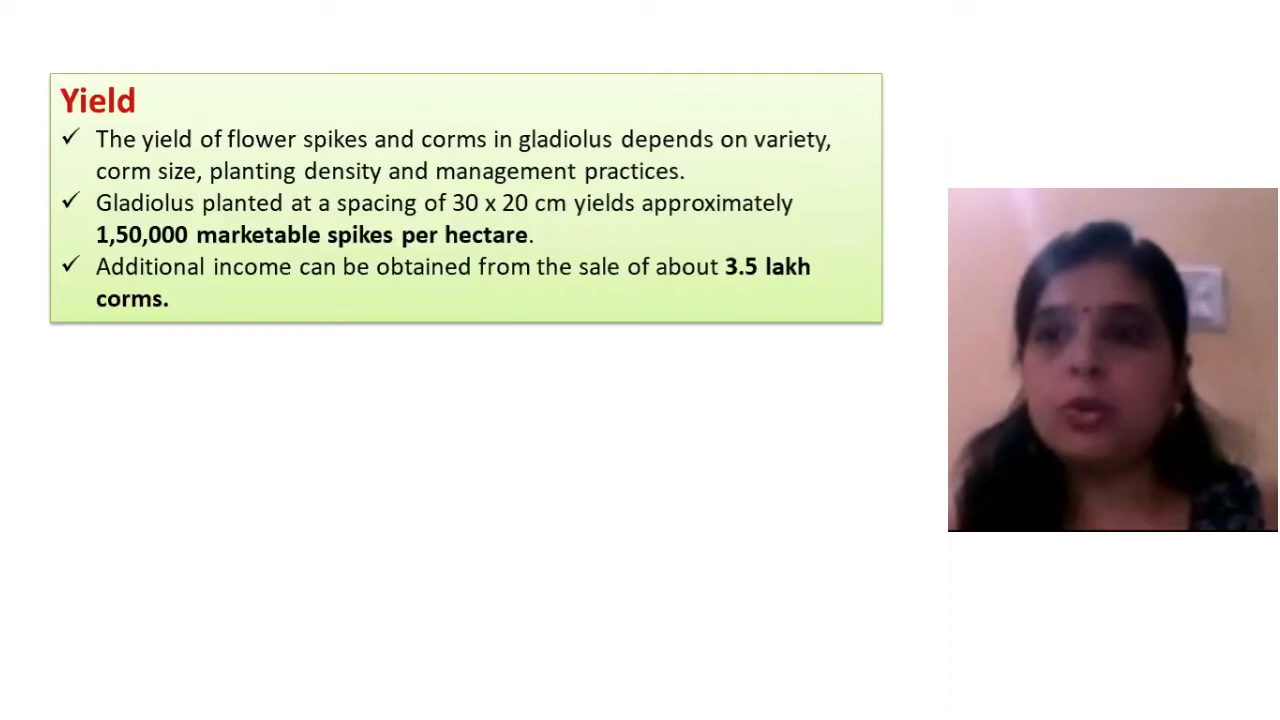 Yield
✓ The yield of flower spikes and corms in gladiolus depends on variety,
corm size, planting density and management practices.
✓ Gladiolus planted at a spacing of 30 x 20 cm yields approximately
1,50,000 marketable spikes per hectare.
✓ Additional income can be obtained from the sale of about 3.5 lakh
corms.